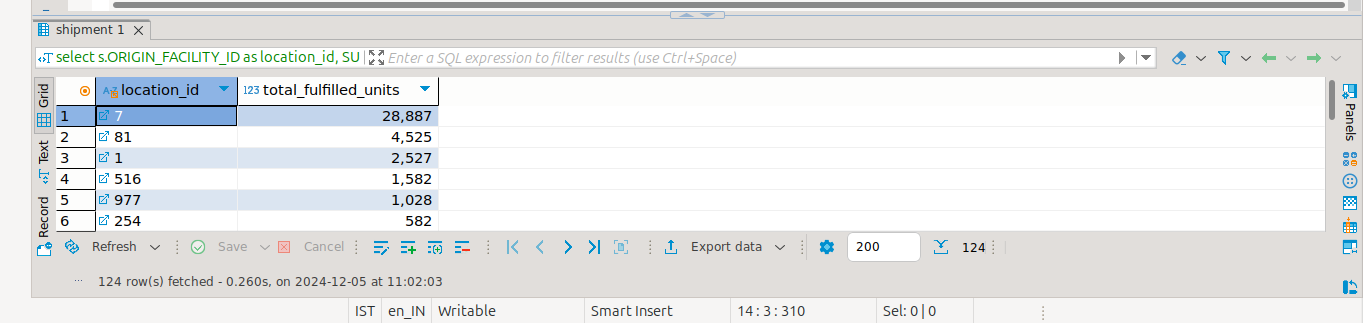 shipment 1
select s.ORIGIN_FACILITY_ID as location_id, SU Enter a SQL expression to filter results (use Ctrl+Space)
Grid
Text
Record
A-Z location_id 123 total_fulfilled_units
1 7 28,887
2 81 4,525
3 1 2,527
4 516 1,582
5 977 1,028
6 254 582
Panels
Refresh Save Cancel Export data 200 124
... 124 row(s) fetched - 0.260s, on 2024-12-05 at 11:02:03
IST en_IN Writable Smart Insert 14 : 3 : 310 Sel: 0 | 0